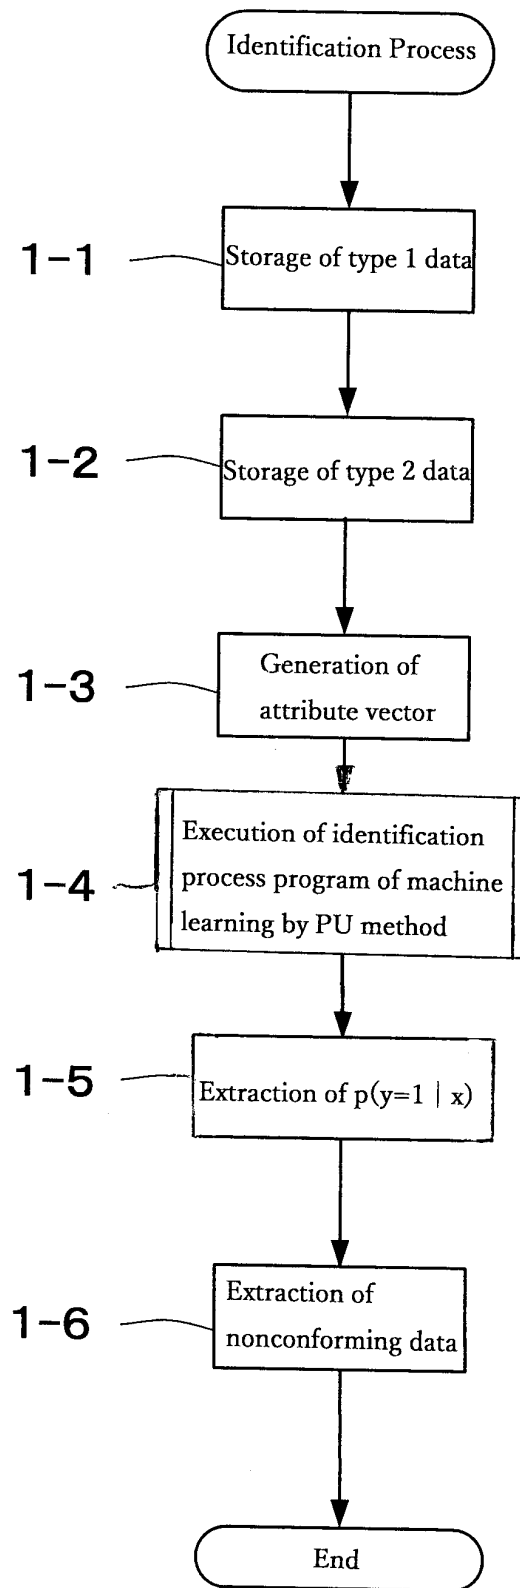 Identification Process
1-1
Storage of type 1 data
1-2
Storage of type 2 data
1-3
Generation of
attribute vector
1-4
Execution of identification
process program of machine
learning by PU method
1-5
Extraction of p(y=1 | x)
1-6
Extraction of
nonconforming data
End